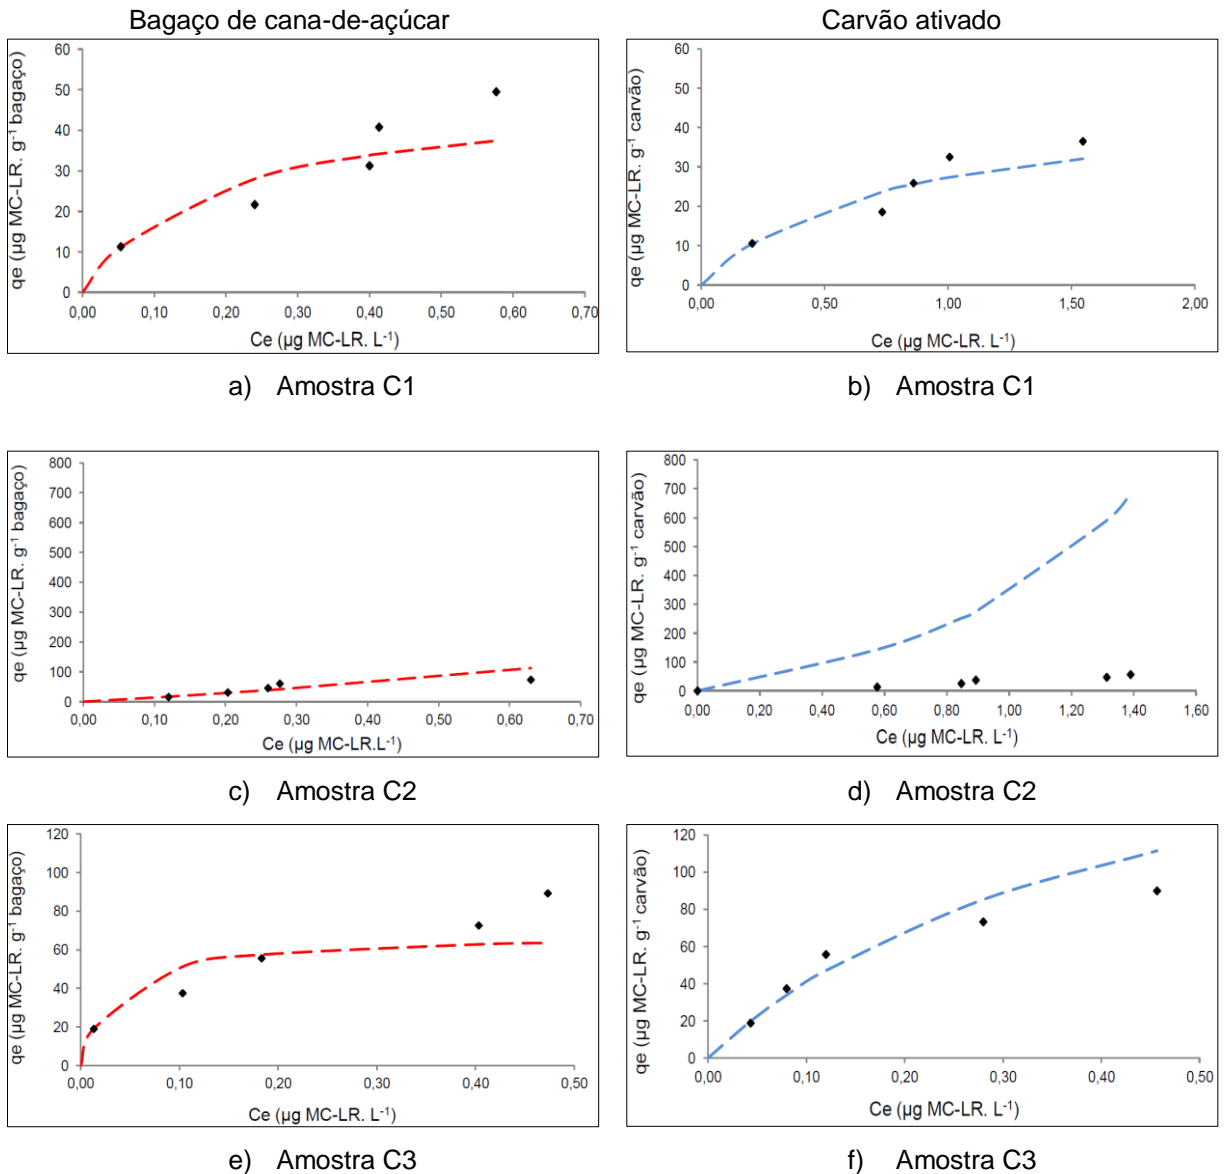 Bagaço de cana-de-açúcar
Carvão ativado
qe (µg MC-LR. g⁻¹ bagaço)
60
50
40
30
20
10
0
0,00 0,10 0,20 0,30 0,40 0,50 0,60 0,70
Ce (µg MC-LR. L⁻¹)
a) Amostra C1
qe (µg MC-LR. g⁻¹ carvão)
60
50
40
30
20
10
0
0,00 0,50 1,00 1,50 2,00
Ce (µg MC-LR. L⁻¹)
b) Amostra C1
qe (µg MC-LR. g⁻¹ bagaço)
800
700
600
500
400
300
200
100
0
0,00 0,10 0,20 0,30 0,40 0,50 0,60 0,70
Ce (µg MC-LR.L⁻¹)
c) Amostra C2
qe (µg MC-LR. g⁻¹ carvão)
800
700
600
500
400
300
200
100
0
0,00 0,20 0,40 0,60 0,80 1,00 1,20 1,40 1,60
Ce (µg MC-LR. L⁻¹)
d) Amostra C2
qe (µg MC-LR. g⁻¹ bagaço)
120
100
80
60
40
20
0
0,00 0,10 0,20 0,30 0,40 0,50
Ce (µg MC-LR. L⁻¹)
e) Amostra C3
qe (µg MC-LR. g⁻¹ carvão)
120
100
80
60
40
20
0
0,00 0,10 0,20 0,30 0,40 0,50
Ce (µg MC-LR. L⁻¹)
f) Amostra C3